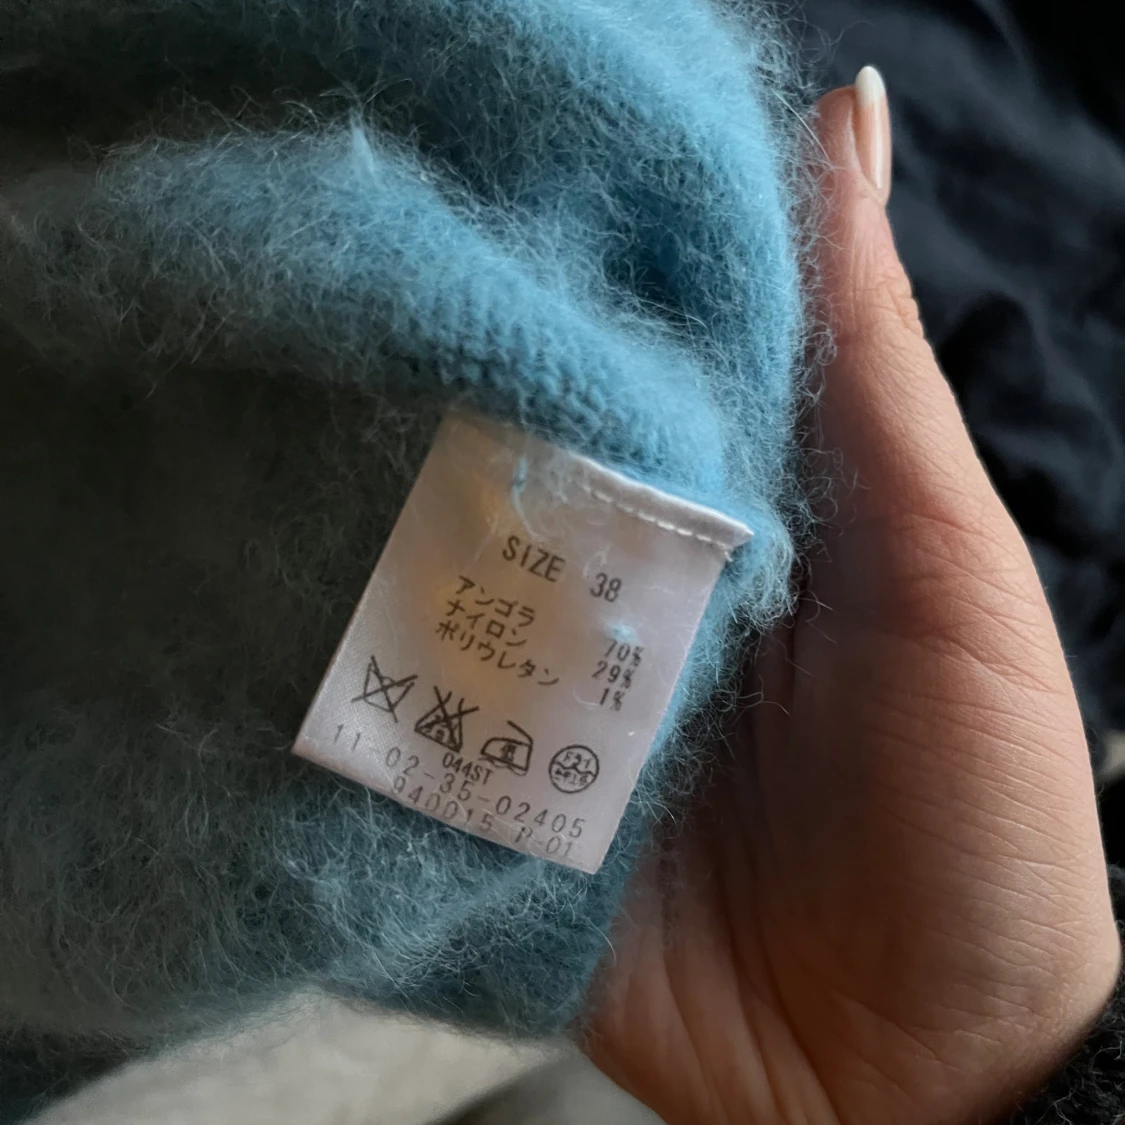 SIZE 38
アンゴラ 70%
ナイロン 29%
ポリウレタン 1%
044ST
11-02-35-02405
940015 R-01